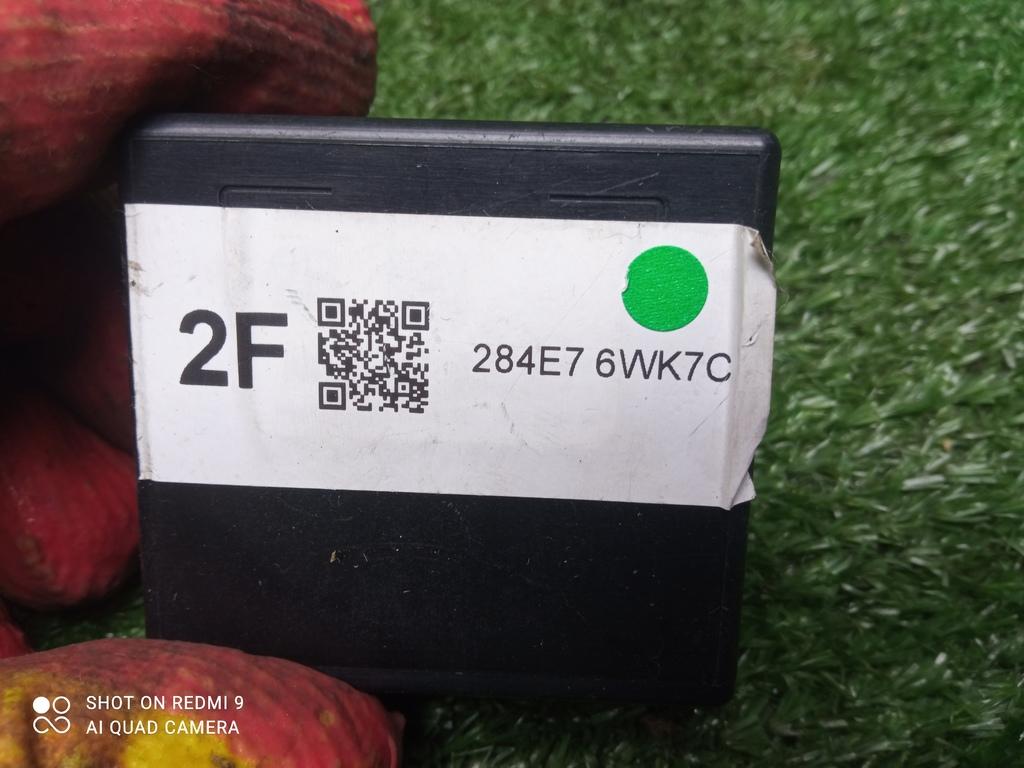 2F
284E7 6WK7C
SHOT ON REDMI 9
AI QUAD CAMERA